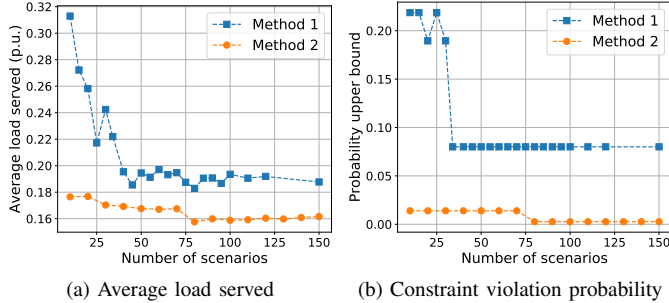 Average load served (p.u.)
0.32
0.30
0.28
0.26
0.24
0.22
0.20
0.18
0.16
Method 1
Method 2
25 50 75 100 125 150
Number of scenarios
(a) Average load served
Probability upper bound
0.20
0.15
0.10
0.05
0.00
Method 1
Method 2
25 50 75 100 125 150
Number of scenarios
(b) Constraint violation probability